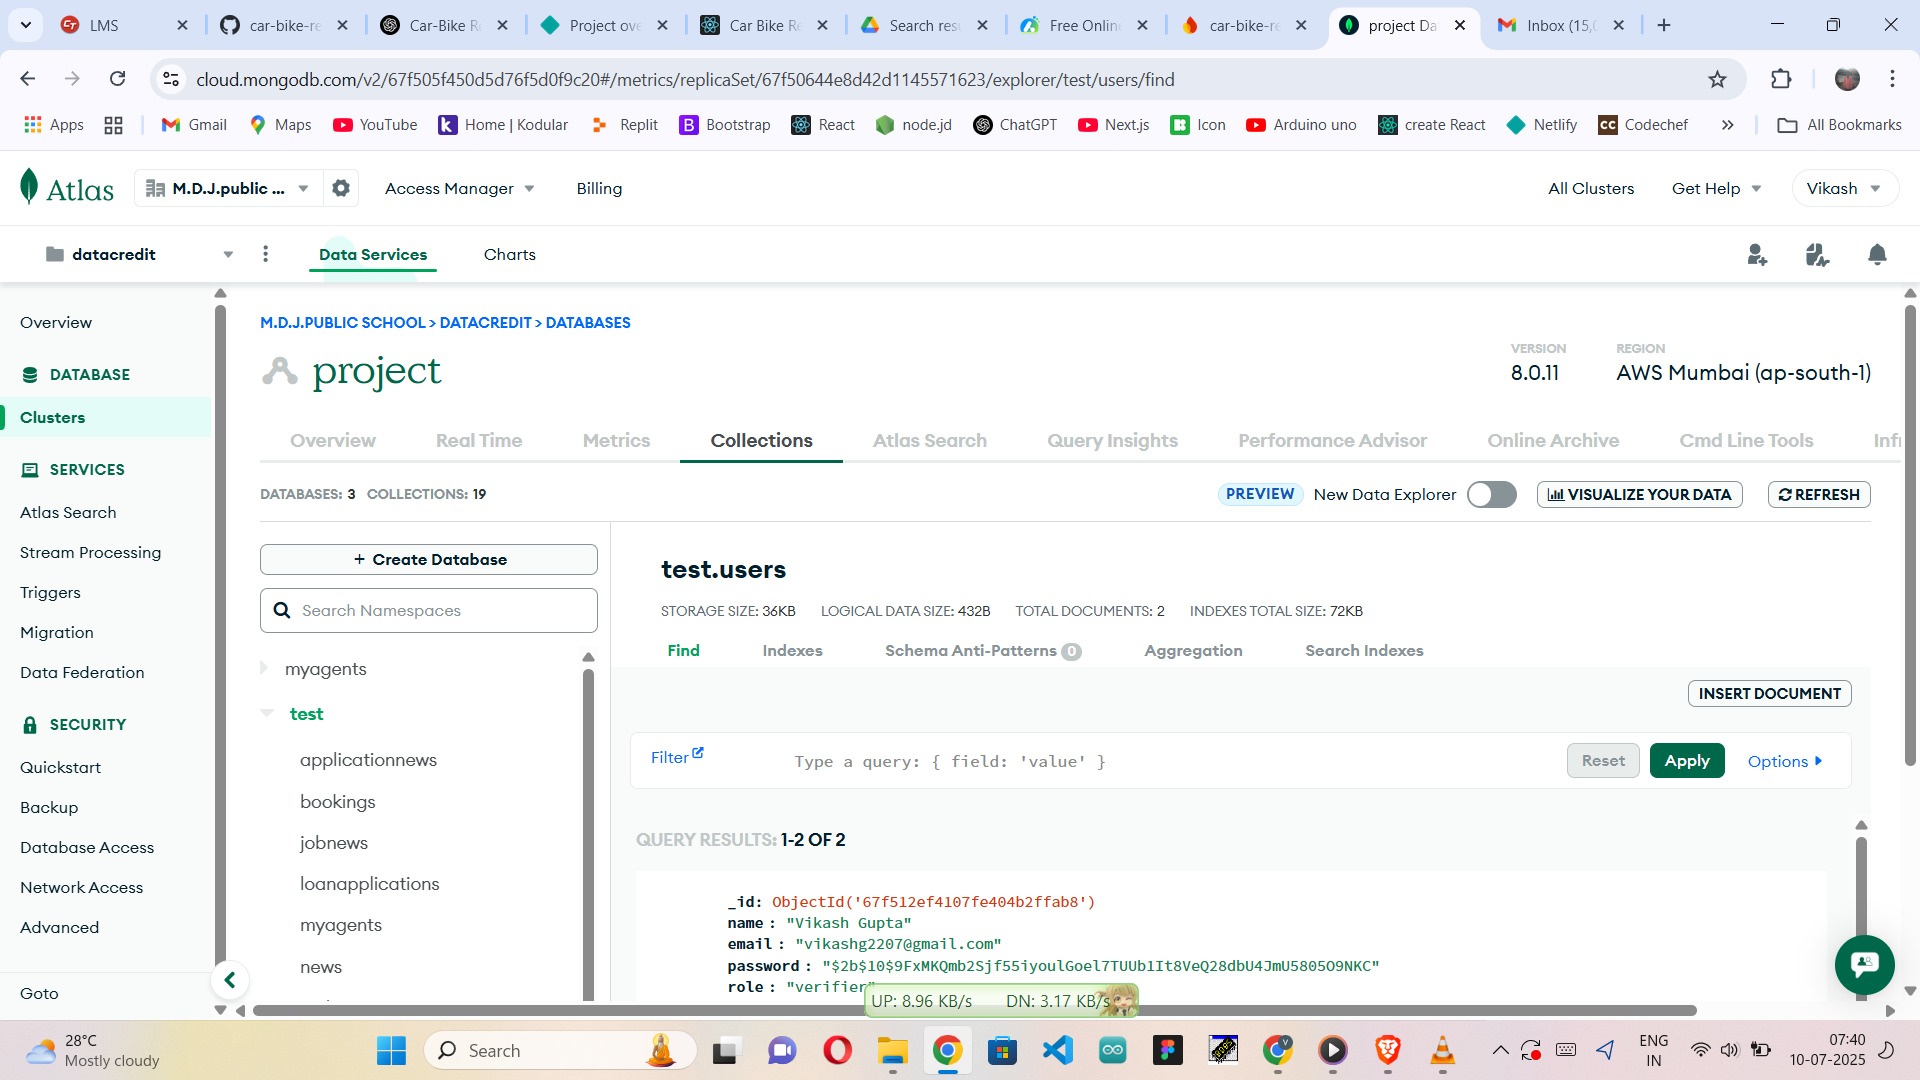 LMS
car-bike-re
Car-Bike R
Project ove
Car Bike Re
Search res
Free Onlin
car-bike-re
project Da
Inbox (15,
cloud.mongodb.com/v2/67f505f450d5d76f5d0f9c20#/metrics/replicaSet/67f50644e8d42d1145571623/explorer/test/users/find
Apps Gmail Maps YouTube Home | Kodular Replit Bootstrap React node.jd ChatGPT Next.js Icon Arduino uno create React Netlify Codechef All Bookmarks
Atlas M.D.J.public ... Access Manager Billing All Clusters Get Help Vikash
datacredit Data Services Charts
Overview
DATABASE
Clusters
SERVICES
Atlas Search
Stream Processing
Triggers
Migration
Data Federation
SECURITY
Quickstart
Backup
Database Access
Network Access
Advanced
Goto
M.D.J.PUBLIC SCHOOL > DATACREDIT > DATABASES
project
VERSION REGION
8.0.11 AWS Mumbai (ap-south-1)
Overview Real Time Metrics Collections Atlas Search Query Insights Performance Advisor Online Archive Cmd Line Tools Infr
DATABASES: 3 COLLECTIONS: 19 PREVIEW New Data Explorer VISUALIZE YOUR DATA REFRESH
+ Create Database
Search Namespaces
myagents
test
applicationnews
bookings
jobnews
loanapplications
myagents
news
test.users
STORAGE SIZE: 36KB LOGICAL DATA SIZE: 432B TOTAL DOCUMENTS: 2 INDEXES TOTAL SIZE: 72KB
Find Indexes Schema Anti-Patterns 0 Aggregation Search Indexes
INSERT DOCUMENT
Filter Type a query: { field: 'value' } Reset Apply Options
QUERY RESULTS: 1-2 OF 2
_id: ObjectId('67f512ef4107fe404b2ffab8')
name : "Vikash Gupta"
email : "vikashg2207@gmail.com"
password : "$2b$10$9FxMKQmb2Sjf55iyoulGoel7TUUb1It8VeQ28dbU4JmU5805O9NKC"
role : "verifier"
UP: 8.96 KB/s DN: 3.17 KB/s
28°C
Mostly cloudy
Search
ENG
IN
07:40
10-07-2025